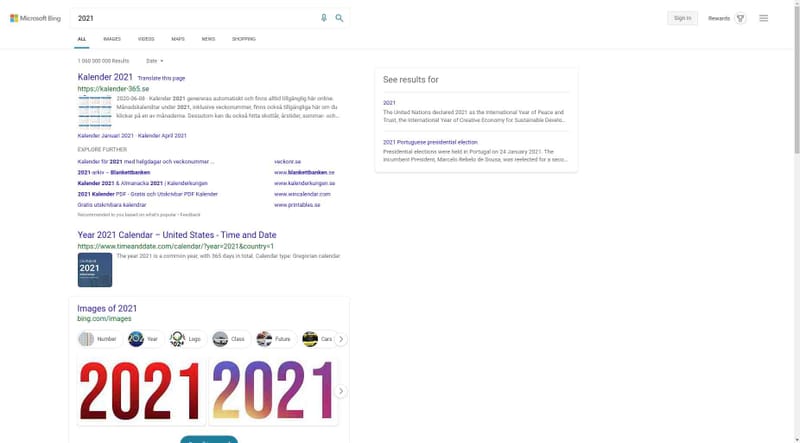 Microsoft Bing
2021
Sign in
Rewards
ALL
IMAGES
VIDEOS
MAPS
NEWS
SHOPPING
1 060 000 000 Results
Date
Kalender 2021 Translate this page
https://kalender-365.se
2020-06-08 · Kalender 2021 genereras automatiskt och finns alltid tillgänglig här online.
Månadskalendrar under 2021, inklusive veckonummer, finns också tillgängliga här om du
klickar på en av månaderna. Dessutom kan du också hitta skottår, årstider, sommar- och...
Kalender Januari 2021 · Kalender April 2021
EXPLORE FURTHER
Kalender för 2021 med helgdagar och veckonummer ...
veckonr.se
2021-arkiv – Blankettbanken
www.blankettbanken.se
Kalender 2021 & Almanacka 2021 | Kalenderkungen
www.kalenderkungen.se
2021 Kalender PDF - Gratis och Utskrivbar PDF Kalender
www.wincalendar.com
Gratis utskrivbara kalendrar
www.printables.se
Recommended to you based on what's popular • Feedback
Year 2021 Calendar – United States - Time and Date
https://www.timeanddate.com/calendar/?year=2021&country=1
2021
The year 2021 is a common year, with 365 days in total. Calendar type: Gregorian calendar
Images of 2021
bing.com/images
Number
Year
Logo
Class
Future
Cars
2021
2021
See results for
2021
The United Nations declared 2021 as the International Year of Peace and
Trust, the International Year of Creative Economy for Sustainable Develo...
2021 Portuguese presidential election
Presidential elections were held in Portugal on 24 January 2021. The
incumbent President, Marcelo Rebelo de Sousa, was reelected for a seco...